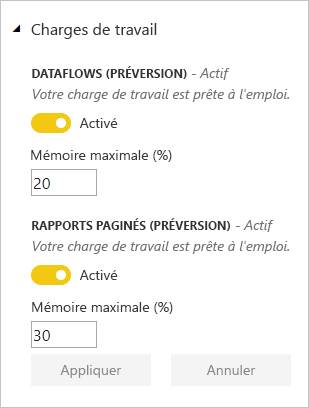 Charges de travail
DATAFLOWS (PRÉVERSION) - Actif
Votre charge de travail est prête à l'emploi.
Activé
Mémoire maximale (%)
20
RAPPORTS PAGINÉS (PRÉVERSION) - Actif
Votre charge de travail est prête à l'emploi.
Activé
Mémoire maximale (%)
30
Appliquer Annuler